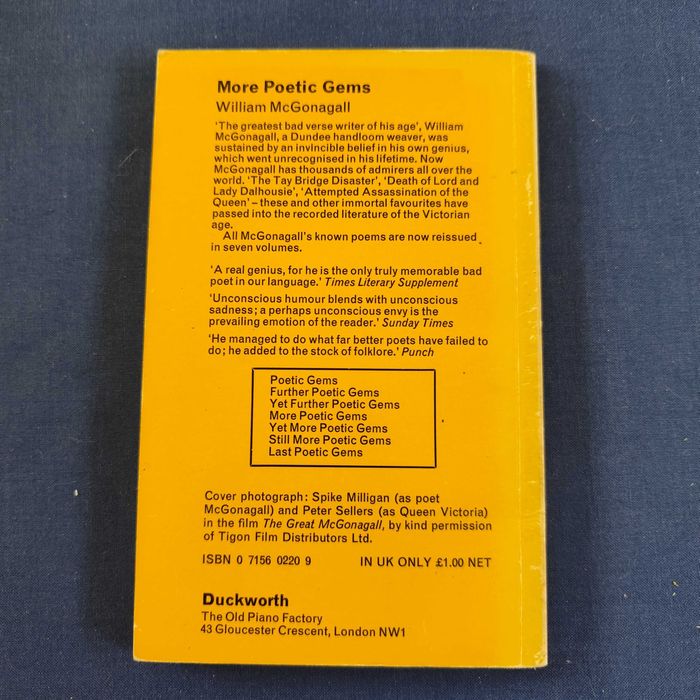 More Poetic Gems
William McGonagall
'The greatest bad verse writer of his age', William
McGonagall, a Dundee handloom weaver, was
sustained by an invincible belief in his own genius,
which went unrecognised in his lifetime. Now
McGonagall has thousands of admirers all over the
world. 'The Tay Bridge Disaster', 'Death of Lord and
Lady Dalhousie', 'Attempted Assassination of the
Queen' – these and other immortal favourites have
passed into the recorded literature of the Victorian
age.
All McGonagall's known poems are now reissued
in seven volumes.
'A real genius, for he is the only truly memorable bad
poet in our language.' Times Literary Supplement
'Unconscious humour blends with unconscious
sadness; a perhaps unconscious envy is the
prevailing emotion of the reader.' Sunday Times
'He managed to do what far better poets have failed to
do; he added to the stock of folklore.' Punch
Poetic Gems
Further Poetic Gems
Yet Further Poetic Gems
More Poetic Gems
Yet More Poetic Gems
Still More Poetic Gems
Last Poetic Gems
Cover photograph: Spike Milligan (as poet
McGonagall) and Peter Sellers (as Queen Victoria)
in the film The Great McGonagall, by kind permission
of Tigon Film Distributors Ltd.
ISBN 0 7156 0220 9 IN UK ONLY £1.00 NET
Duckworth
The Old Piano Factory
43 Gloucester Crescent, London NW1